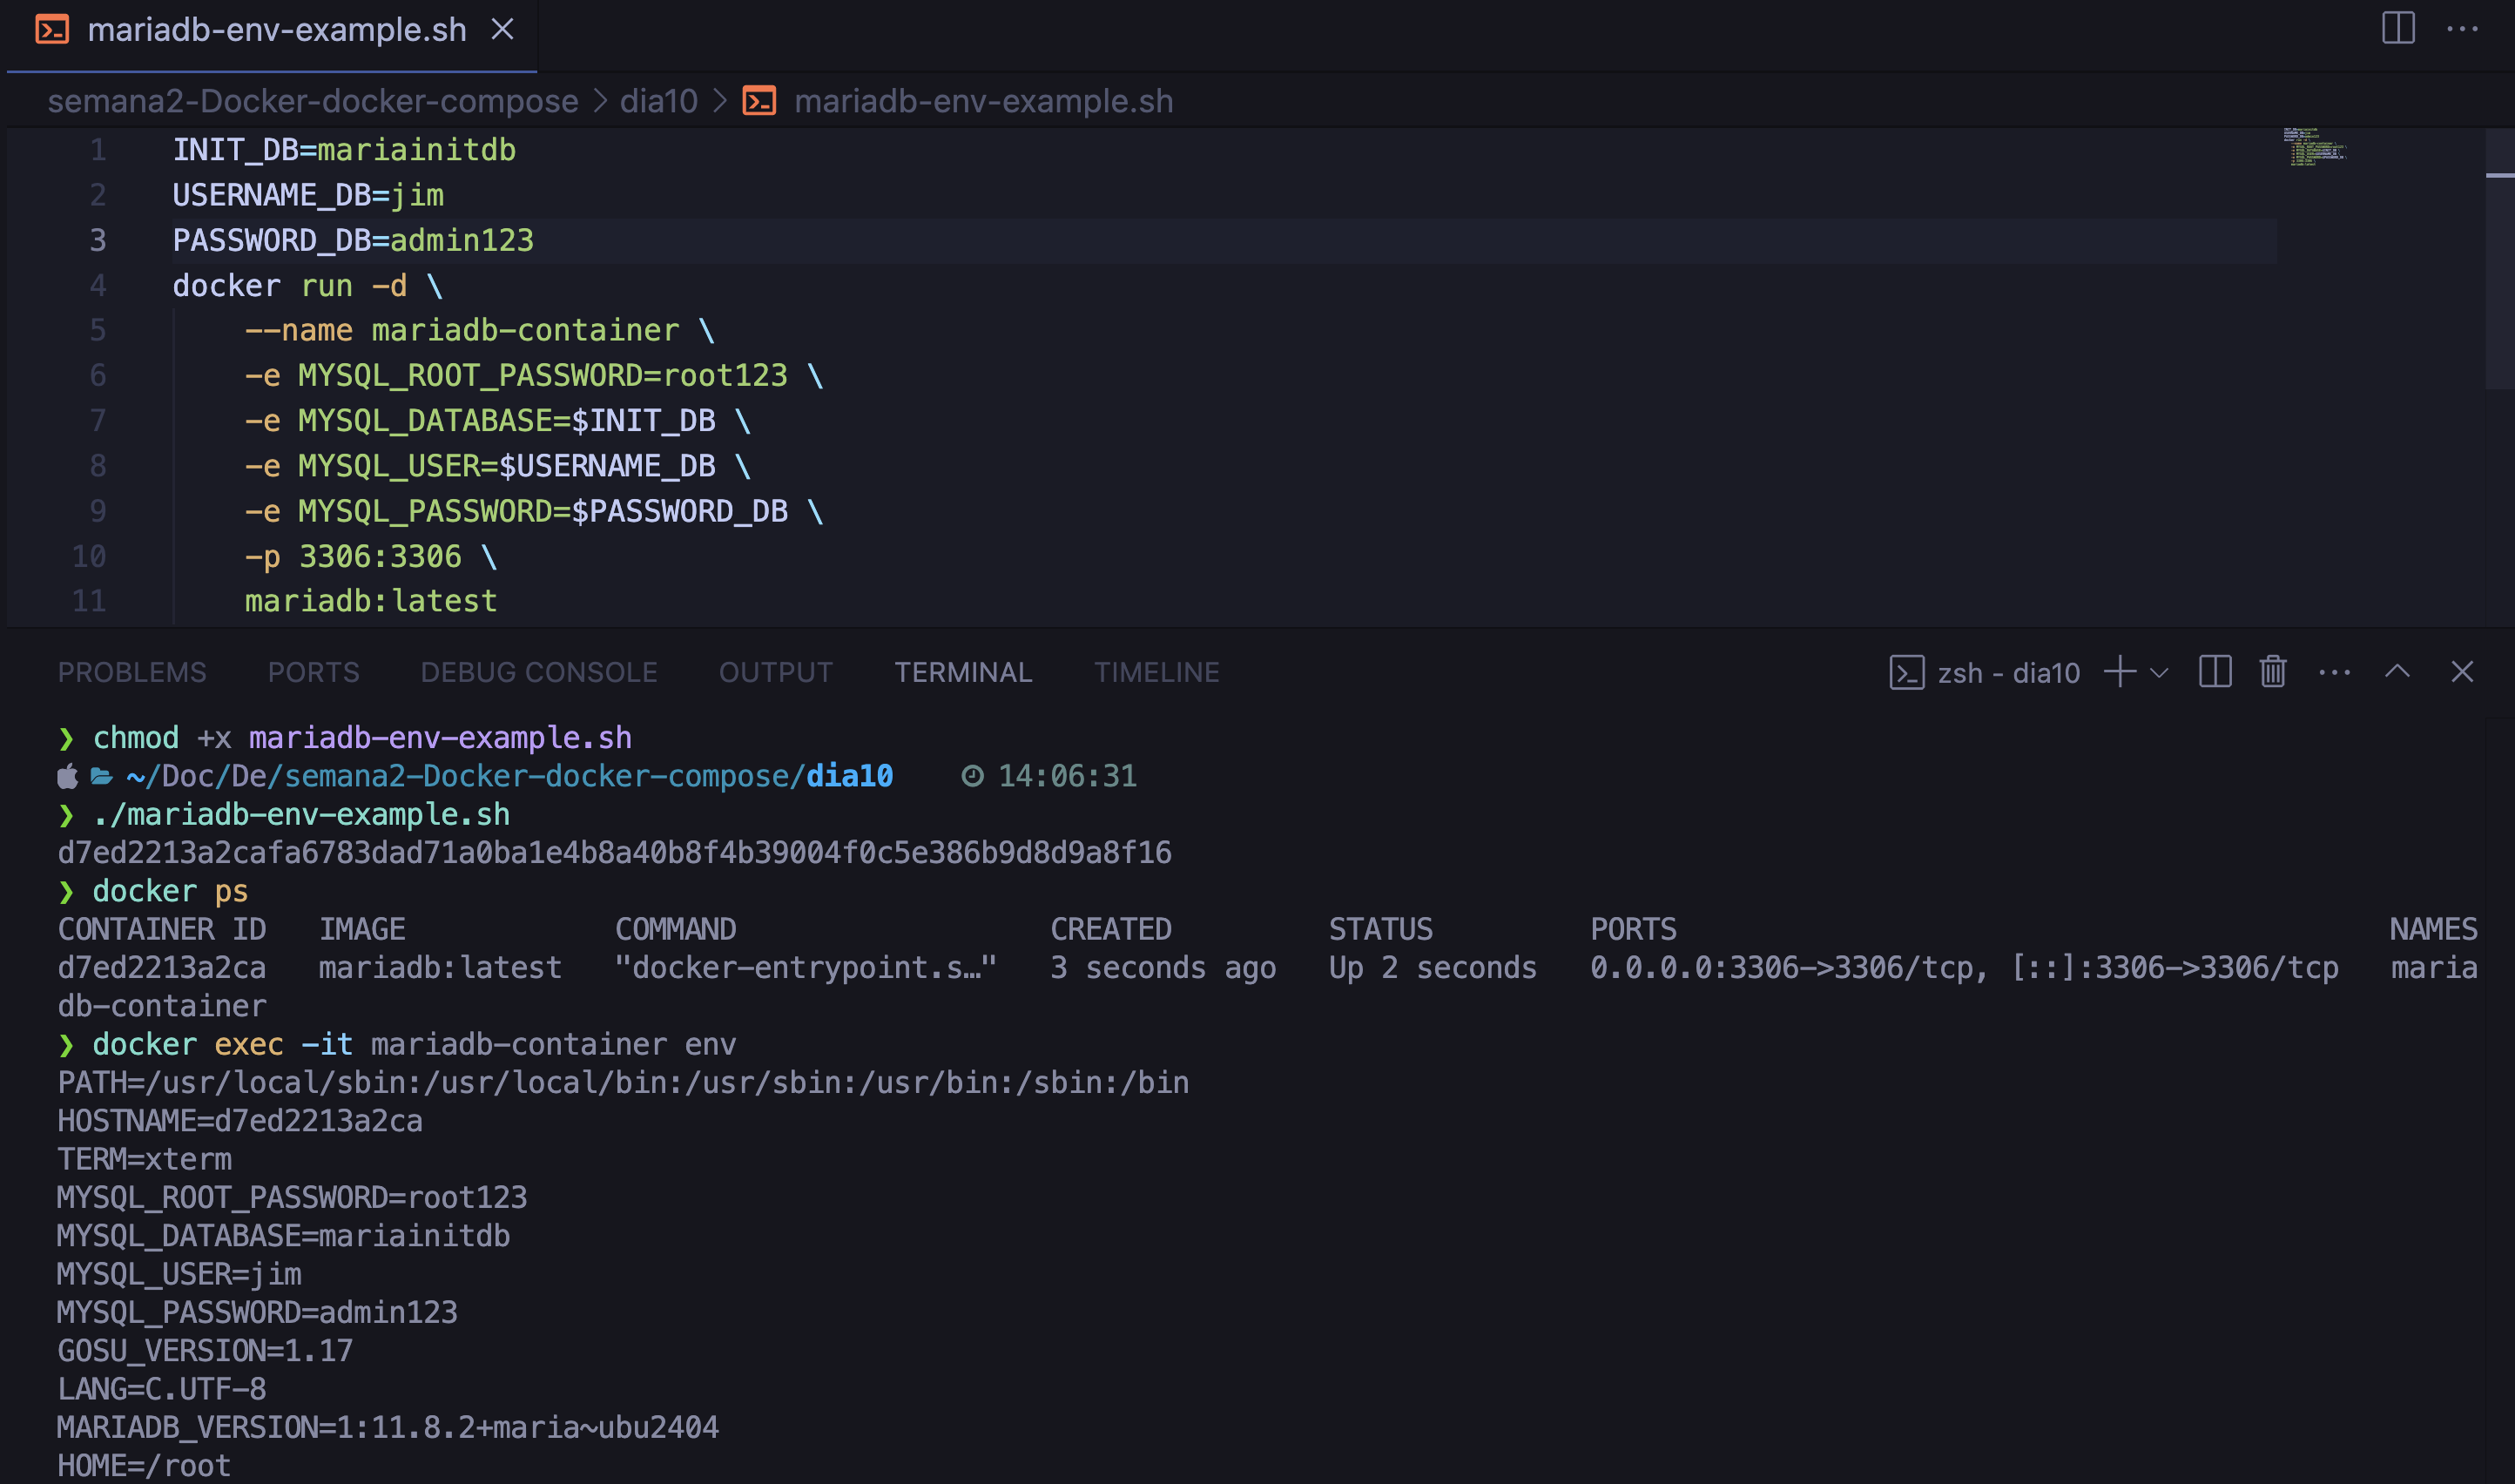 mariadb-env-example.sh
semana2-Docker-docker-compose > dia10 > mariadb-env-example.sh
1 INIT_DB=mariainitdb
2 USERNAME_DB=jim
3 PASSWORD_DB=admin123
4 docker run -d \
5 --name mariadb-container \
6 -e MYSQL_ROOT_PASSWORD=root123 \
7 -e MYSQL_DATABASE=$INIT_DB \
8 -e MYSQL_USER=$USERNAME_DB \
9 -e MYSQL_PASSWORD=$PASSWORD_DB \
10 -p 3306:3306 \
11 mariadb:latest
PROBLEMS PORTS DEBUG CONSOLE OUTPUT TERMINAL TIMELINE zsh - dia10
❯ chmod +x mariadb-env-example.sh
~/Doc/De/semana2-Docker-docker-compose/dia10 14:06:31
❯ ./mariadb-env-example.sh
d7ed2213a2cafa6783dad71a0ba1e4b8a40b8f4b39004f0c5e386b9d8d9a8f16
❯ docker ps
CONTAINER ID IMAGE COMMAND CREATED STATUS PORTS NAMES
d7ed2213a2ca mariadb:latest "docker-entrypoint.s…" 3 seconds ago Up 2 seconds 0.0.0.0:3306->3306/tcp, [::]:3306->3306/tcp maria
db-container
❯ docker exec -it mariadb-container env
PATH=/usr/local/sbin:/usr/local/bin:/usr/sbin:/usr/bin:/sbin:/bin
HOSTNAME=d7ed2213a2ca
TERM=xterm
MYSQL_ROOT_PASSWORD=root123
MYSQL_DATABASE=mariainitdb
MYSQL_USER=jim
MYSQL_PASSWORD=admin123
GOSU_VERSION=1.17
LANG=C.UTF-8
MARIADB_VERSION=1:11.8.2+maria~ubu2404
HOME=/root